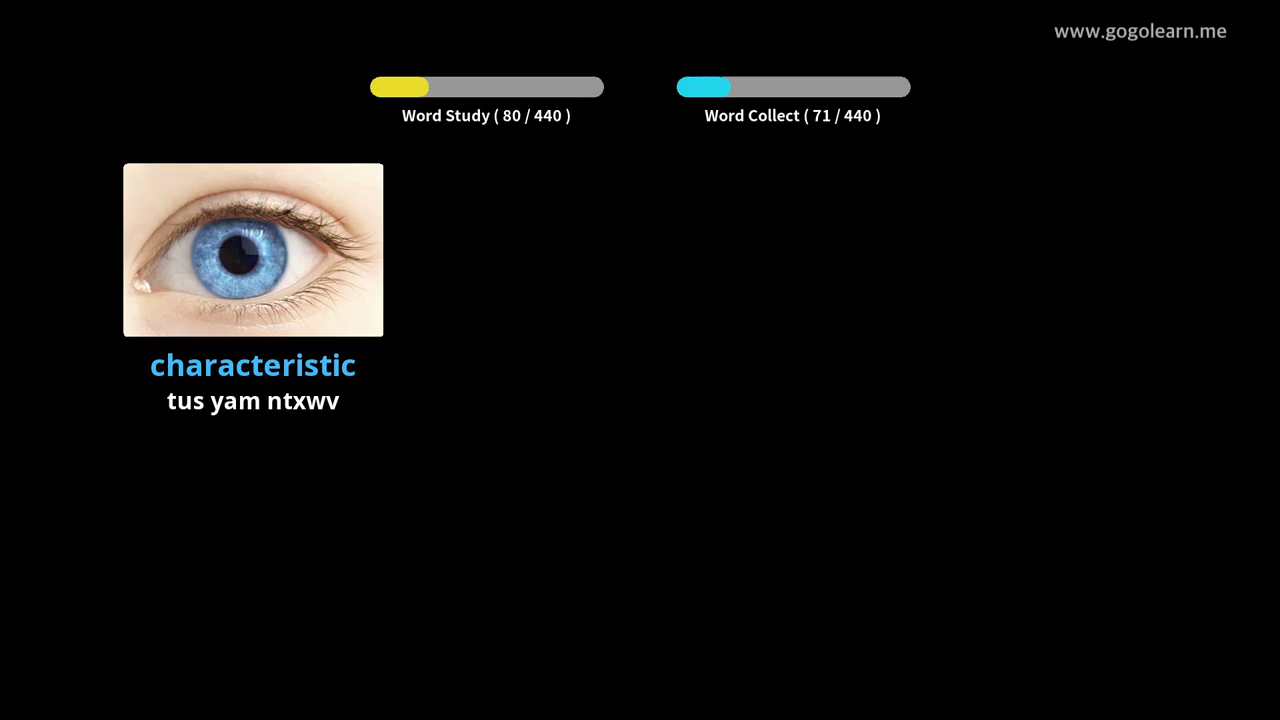 www.gogolearn.me
Word Study ( 80 / 440 )
Word Collect ( 71 / 440 )
characteristic
tus yam ntxwv